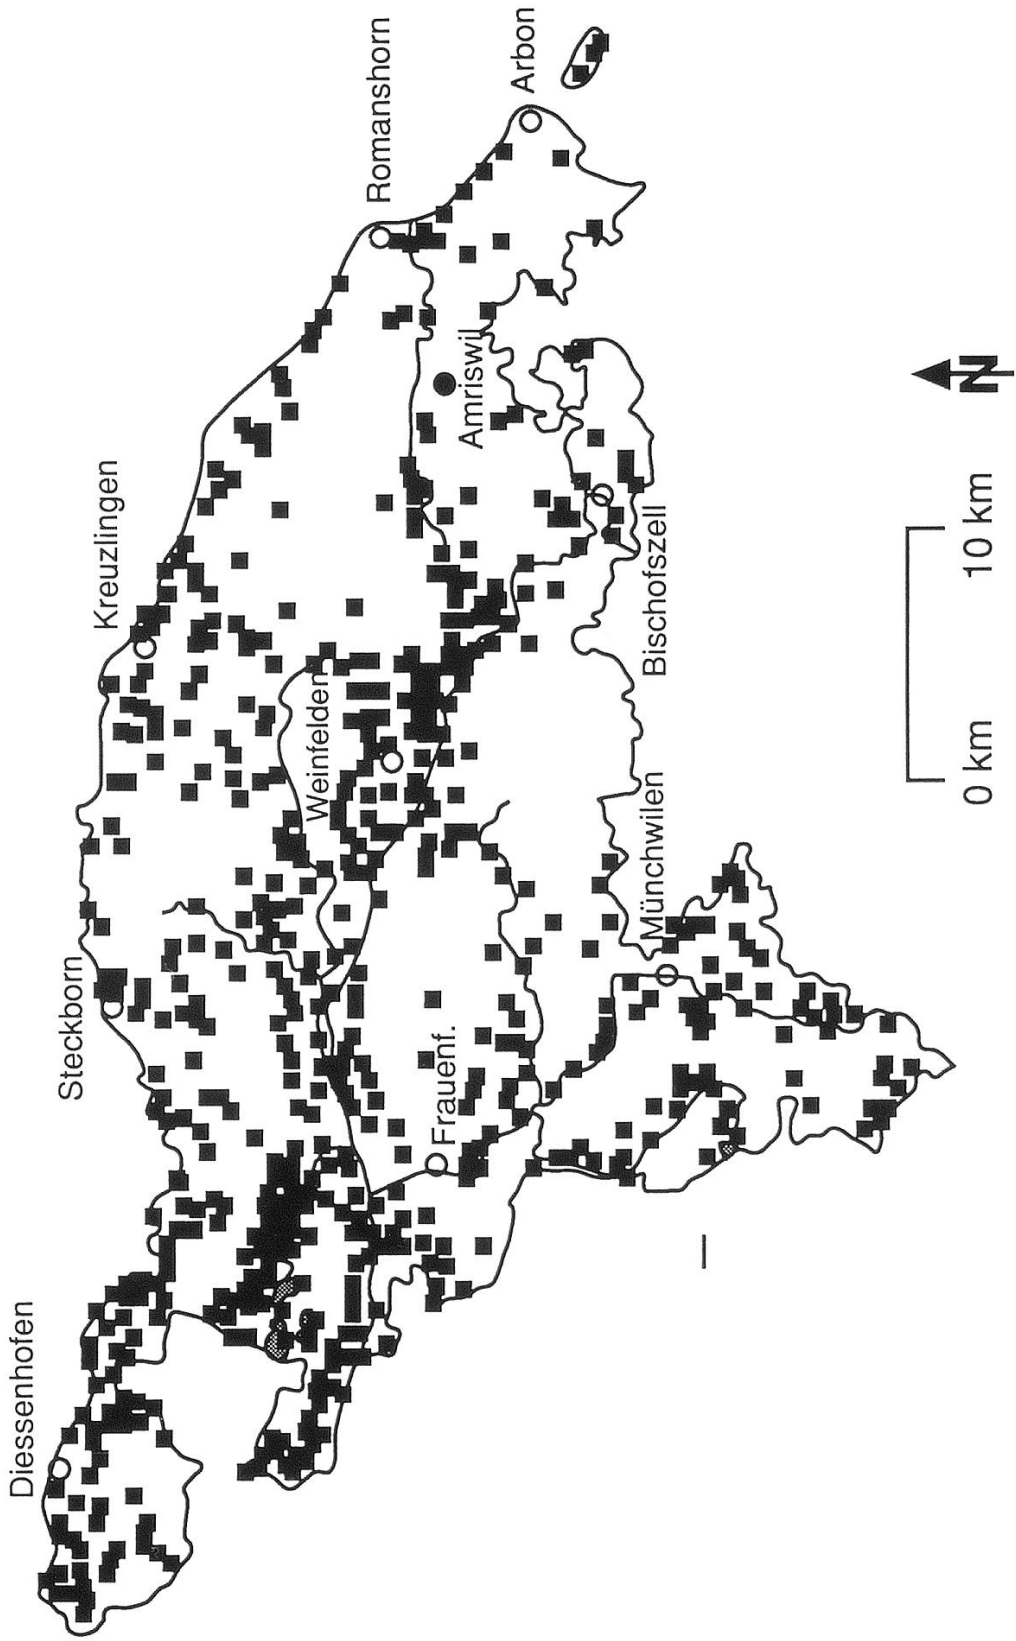 Diessenhofen
Steckborn
Kreuzlingen
Romanshorn
Arbon
Weinfelden
Amriswil
Frauenf.
Bischofszell
Münchwilen
N
0 km
10 km